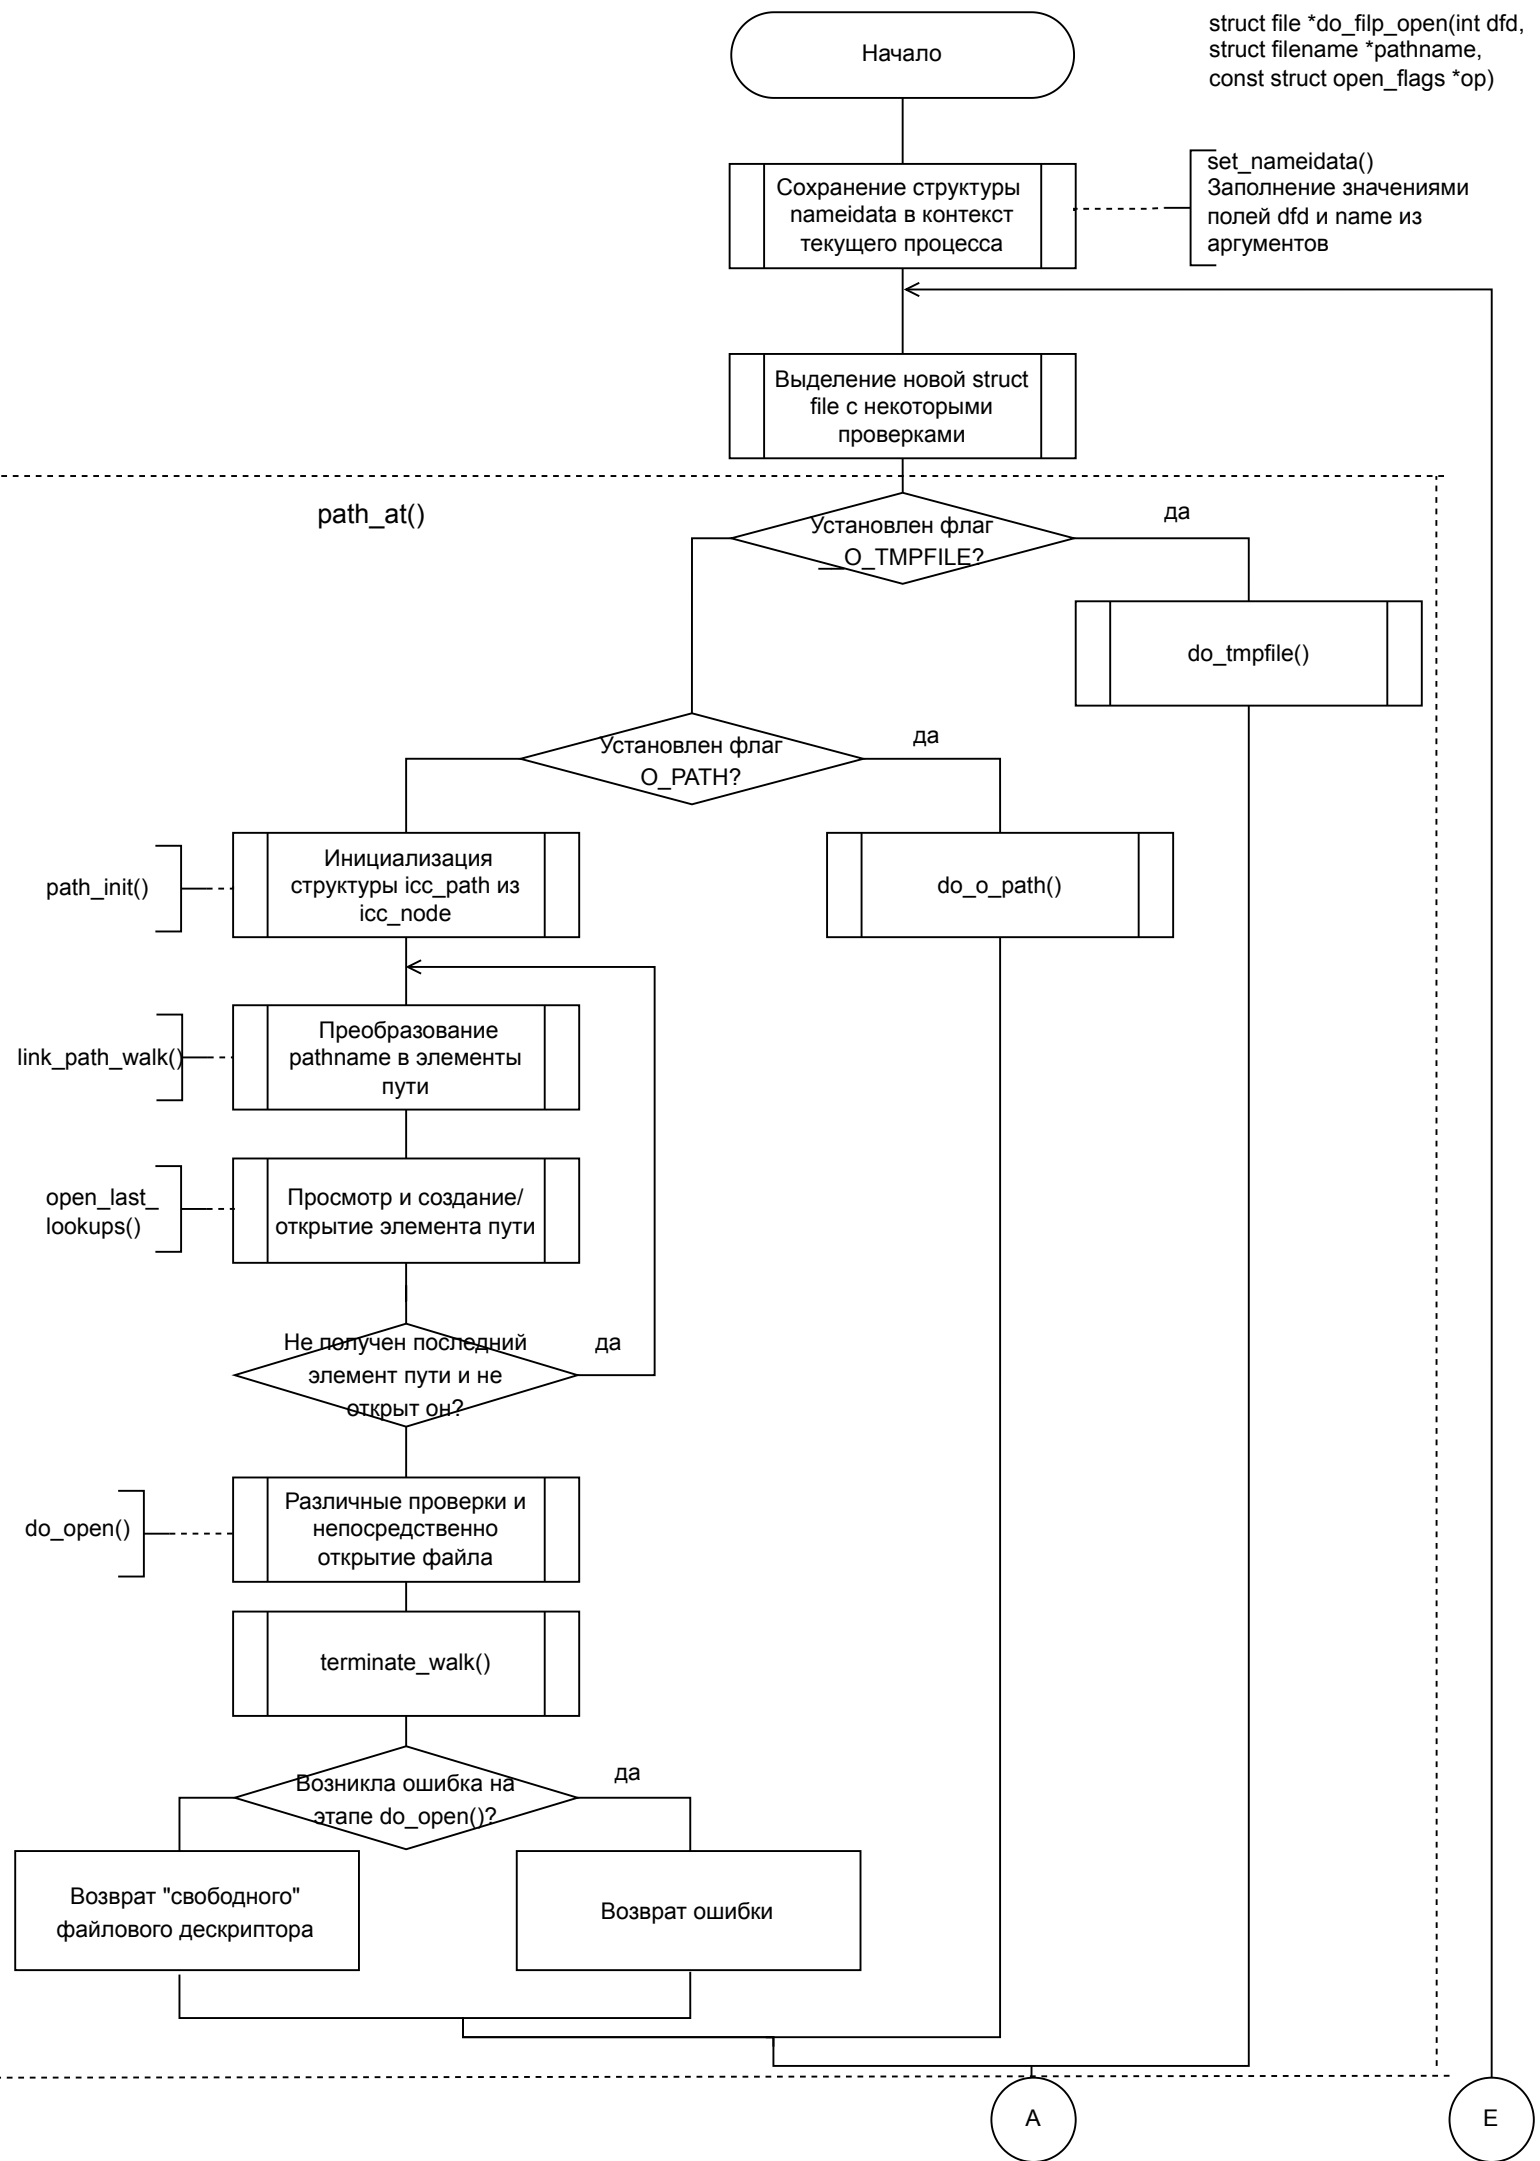 Начало
struct file *do_filp_open(int dfd,
struct filename *pathname,
const struct open_flags *op)
Сохранение структуры
nameidata в контекст
текущего процесса
set_nameidata()
Заполнение значениями
полей dfd и name из
аргументов
Выделение новой struct
file с некоторыми
проверками
path_at()
Установлен флаг
__O_TMPFILE?
да
do_tmpfile()
Установлен флаг
O_PATH?
да
path_init()
Инициализация
структуры icc_path из
icc_node
do_o_path()
link_path_walk()
Преобразование
pathname в элементы
пути
open_last_
lookups()
Просмотр и создание/
открытие элемента пути
Не получен последний
элемент пути и не
открыт он?
да
do_open()
Различные проверки и
непосредственно
открытие файла
terminate_walk()
Возникла ошибка на
этапе do_open()?
да
Возврат "свободного"
файлового дескриптора
Возврат ошибки
A
E